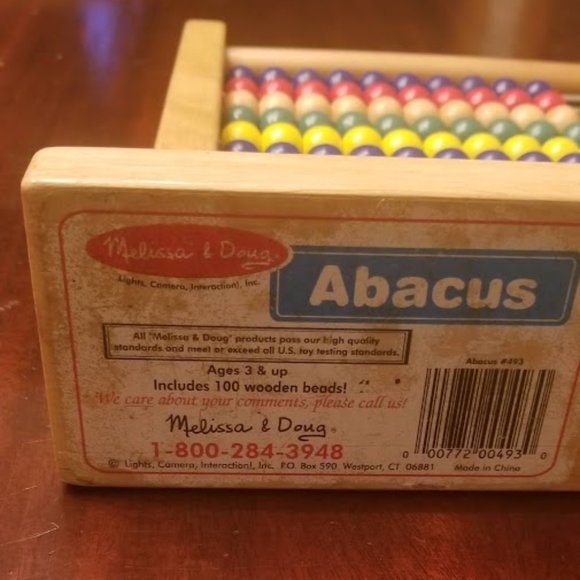 Melissa & Doug®
Lights, Camera, Interaction!, Inc.
Abacus
All "Melissa & Doug" products pass our high quality
standards and meet or exceed all U.S. toy testing standards.
Abacus #493
Ages 3 & up
Includes 100 wooden beads!
We care about your comments, please call us!
Melissa & Doug®
1-800-284-3948
0 00772 00493 0
© Lights, Camera, Interaction!, Inc. P.O. Box 590 Westport, CT 06881 Made in China